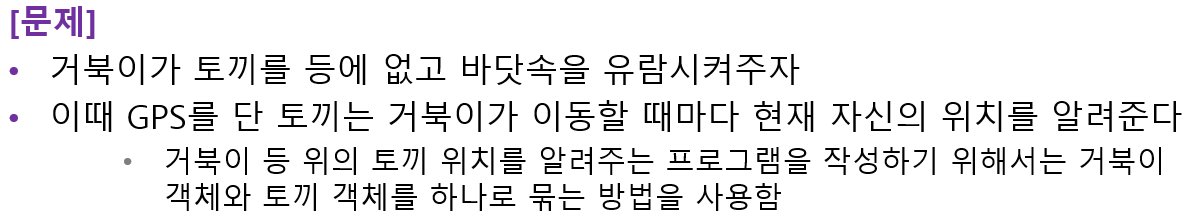 [문제]
• 거북이가 토끼를 등에 없고 바닷속을 유람시켜주자
• 이때 GPS를 단 토끼는 거북이가 이동할 때마다 현재 자신의 위치를 알려준다
• 거북이 등 위의 토끼 위치를 알려주는 프로그램을 작성하기 위해서는 거북이
객체와 토끼 객체를 하나로 묶는 방법을 사용함